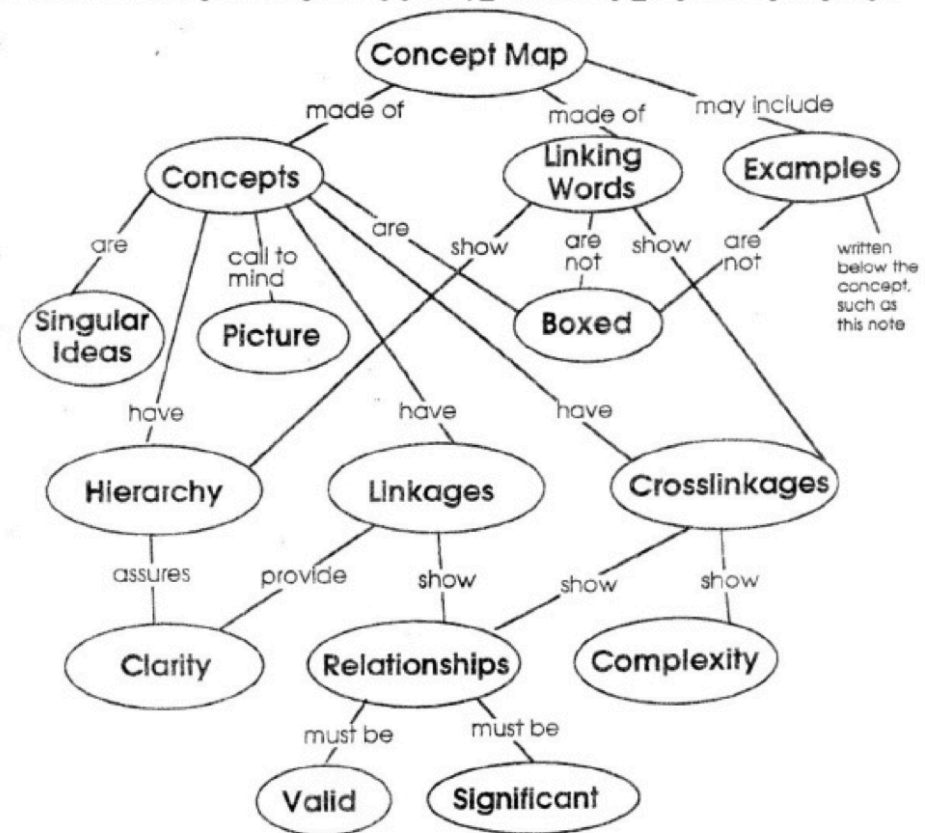 Concept Map
made of
made of
may include
Concepts
Linking
Words
Examples
are
call to
mind
are
show
are
not
show
are
not
written
below the
concept,
such as
this note
Singular
Ideas
Picture
Boxed
have
have
have
Hierarchy
Linkages
Crosslinkages
assures
provide
show
show
show
Clarity
Relationships
Complexity
must be
must be
Valid
Significant